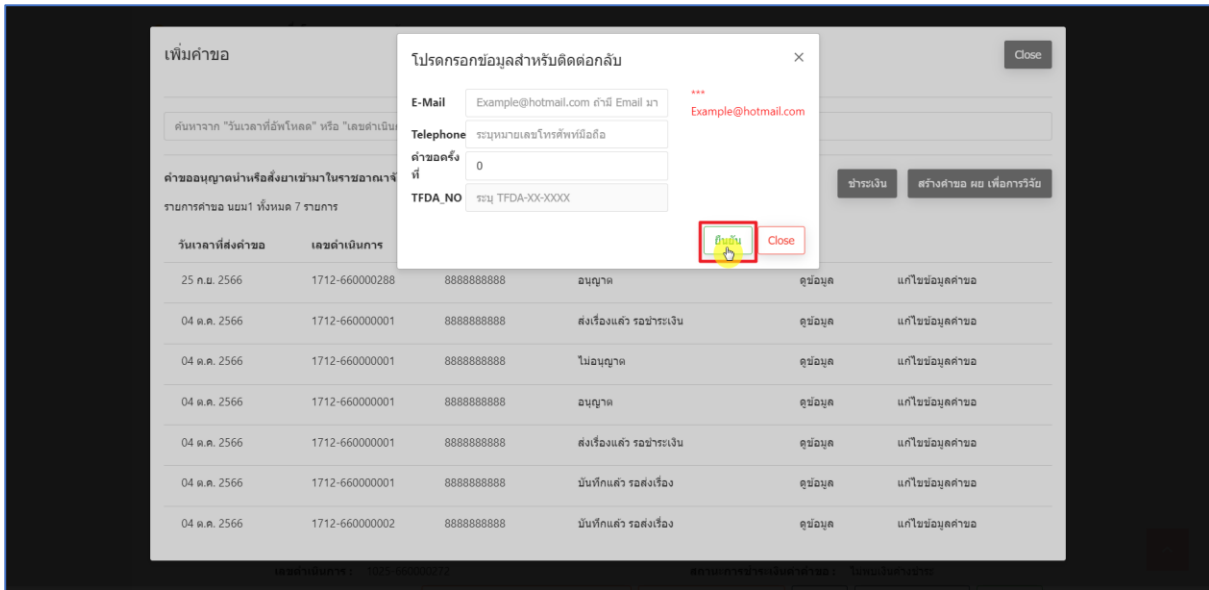 เพิ่มคำขอ
Close
โปรดกรอกข้อมูลสำหรับติดต่อกลับ
×
E-Mail
Example@hotmail.com ถ้ามี Email มา
***
Example@hotmail.com
ค้นหาจาก "วันเวลาที่อัพโหลด" หรือ "เลขดำเนิน
Telephone
ระบุหมายเลขโทรศัพท์มือถือ
คำขอครั้ง
ที่
0
TFDA_NO
ระบุ TFDA-XX-XXXX
คำขออนุญาตนำหรือสั่งยาเข้ามาในราชอาณาจั
ชำระเงิน
สร้างคำขอ ผย เพื่อการวิจัย
รายการคำขอ นยม1 ทั้งหมด 7 รายการ
ยืนยัน
Close
วันเวลาที่ส่งคำขอ เลขดำเนินการ
25 ก.ย. 2566 1712-660000288 8888888888 อนุญาต ดูข้อมูล แก้ไขข้อมูลคำขอ
04 ต.ค. 2566 1712-660000001 8888888888 ส่งเรื่องแล้ว รอชำระเงิน ดูข้อมูล แก้ไขข้อมูลคำขอ
04 ต.ค. 2566 1712-660000001 8888888888 ไม่อนุญาต ดูข้อมูล แก้ไขข้อมูลคำขอ
04 ต.ค. 2566 1712-660000001 8888888888 อนุญาต ดูข้อมูล แก้ไขข้อมูลคำขอ
04 ต.ค. 2566 1712-660000001 8888888888 ส่งเรื่องแล้ว รอชำระเงิน ดูข้อมูล แก้ไขข้อมูลคำขอ
04 ต.ค. 2566 1712-660000001 8888888888 บันทึกแล้ว รอส่งเรื่อง ดูข้อมูล แก้ไขข้อมูลคำขอ
04 ต.ค. 2566 1712-660000002 8888888888 บันทึกแล้ว รอส่งเรื่อง ดูข้อมูล แก้ไขข้อมูลคำขอ
เลขดำเนินการ : 1025-660000272